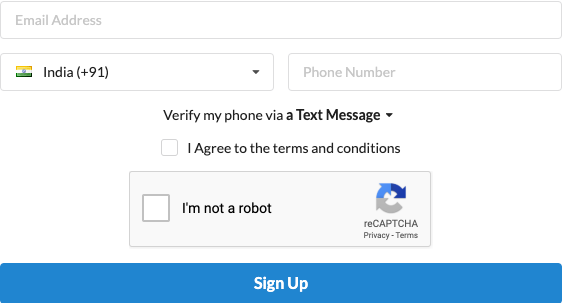 Email Address
India (+91)
Phone Number
Verify my phone via a Text Message
I Agree to the terms and conditions
I'm not a robot
reCAPTCHA
Privacy - Terms
Sign Up